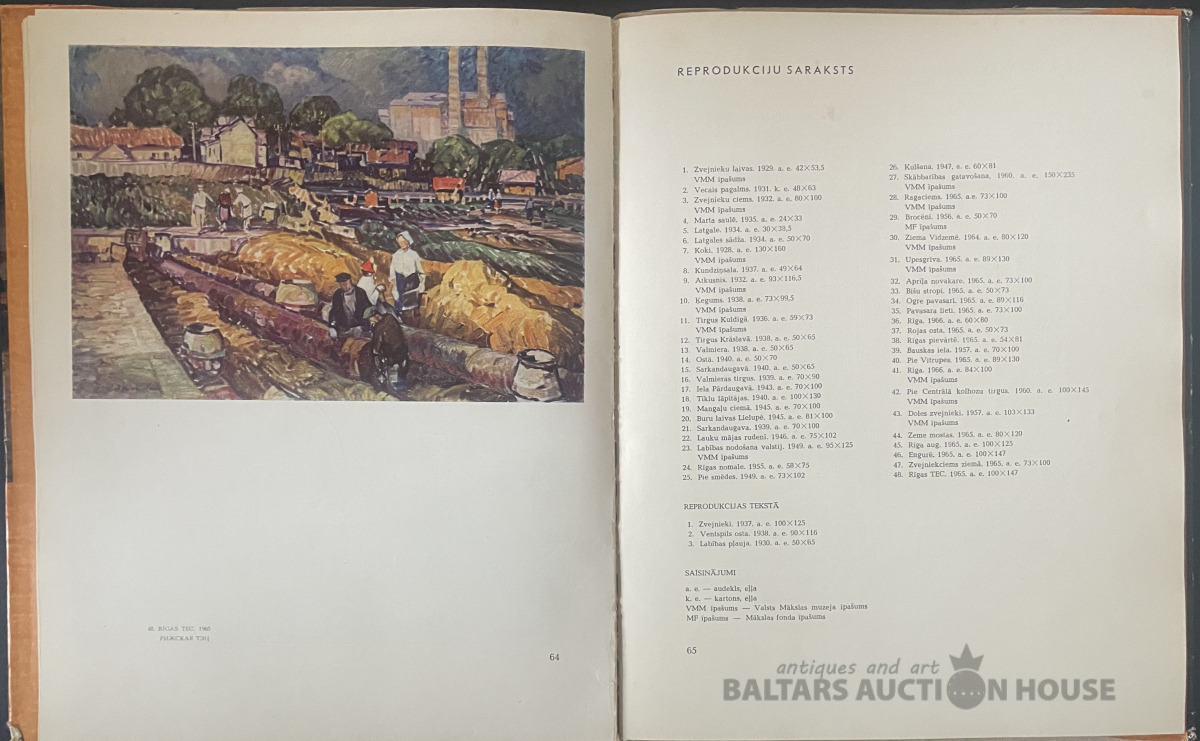 48. RĪGAS TEC. 1965
РИЖСКАЯ ТЭЦ
64
REPRODUKCIJU SARAKSTS
1. Zvejnieku laivas. 1929. a. e. 42×53,5
VMM īpašums
2. Vecais pagalms. 1931. k. e. 48×63
3. Zvejnieku ciems. 1932. a. e. 80×100
VMM īpašums
4. Marta saulē. 1935. a. e. 24×33
5. Latgale. 1934. a. e. 30×38,5
6. Latgales sādža. 1934. a. e. 50×70
7. Koki. 1928. a. e. 130×160
VMM īpašums
8. Kundziņsala. 1937. a. e. 49×64
9. Atkusnis. 1932. a. e. 93×116,5
VMM īpašums
10. Ķegums. 1938. a. e. 73×99,5
VMM īpašums
11. Tirgus Kuldīgā. 1936. a. e. 59×73
VMM īpašums
12. Tirgus Krāslavā. 1938. a. e. 50×65
13. Valmiera. 1938. a. e. 50×65
14. Ostā. 1940. a. e. 50×70
15. Sarkandaugavā. 1940. a. e. 50×65
16. Valmieras tirgus. 1939. a. e. 70×90
17. Iela Pārdaugavā. 1943. a. e. 70×100
18. Tīklu lāpītājas. 1940. a. e. 100×130
19. Mangaļu ciemā. 1945. a. e. 70×100
20. Buru laivas Lielupē. 1945. a. e. 81×100
21. Sarkandaugava. 1939. a. e. 70×100
22. Lauku mājas rudenī. 1946. a. e. 75×102
23. Labības nodošana valstij. 1949. a. e. 95×125
VMM īpašums
24. Rīgas nomale. 1955. a. e. 58×75
25. Pie smēdes. 1949. a. e. 73×102
26. Kulšana. 1947. a. e. 60×81
27. Skābbarības gatavošana. 1960. a. e. 150×235
VMM īpašums
28. Ragaciems. 1965. a.e. 73×100
VMM īpašums
29. Brocēni. 1956. a. e. 50×70
MF īpašums
30. Ziema Vidzemē. 1964. a. e. 80×120
VMM īpašums
31. Upesgrīva. 1965. a. e. 89×130
VMM īpašums
32. Aprīļa novakare. 1965. a. e. 73×100
33. Bišu stropi. 1965. a. e. 50×73
34. Ogre pavasarī. 1965. a. e. 89×116
35. Pavasara lieti. 1965. a. e. 73×100
36. Rīga. 1966. a. e. 60×80
37. Rojas osta. 1965. a. e. 50×73
38. Rīgas pievārtē. 1965. a. e. 54×81
39. Bauskas iela. 1957. a. e. 70×100
40. Pie Vitrupes. 1965. a. e. 89×130
41. Rīga. 1966. a. e. 84×100
VMM īpašums
42. Pie Centrālā kolhozu tirgus. 1960. a. e. 100×145
VMM īpašums
43. Doles zvejnieki. 1957. a. e. 103×133
VMM īpašums
44. Zeme mostas. 1965. a. e. 80×120
45. Rīga aug. 1965. a. e. 100×125
46. Engurē. 1965. a. e. 100×147
47. Zvejniekciems ziemā. 1965. a. e. 73×100
48. Rīgas TEC. 1965. a. e. 100×147
REPRODUKCIJAS TEKSTĀ
1. Zvejnieki. 1937. a. e. 100×125
2. Ventspils osta. 1938. a. e. 90×116
3. Labības pļauja. 1930. a. e. 50×65
SAĪSINĀJUMI
a. e. — audekls, eļļa
k. e. — kartons, eļļa
VMM īpašums — Valsts Mākslas muzeja īpašums
MF īpašums — Mākslas fonda īpašums
65
antiques and art
BALTARS AUCTION HOUSE